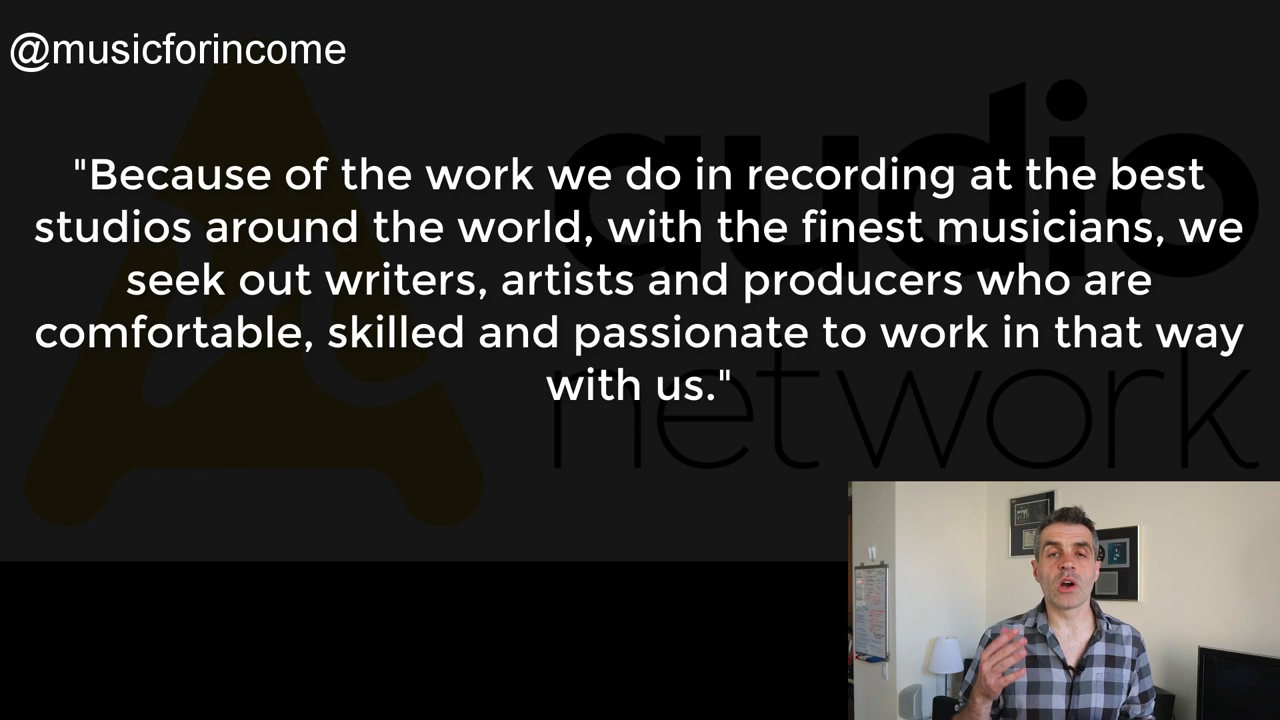 @musicforincome
audio
network
"Because of the work we do in recording at the best
studios around the world, with the finest musicians, we
seek out writers, artists and producers who are
comfortable, skilled and passionate to work in that way
with us."